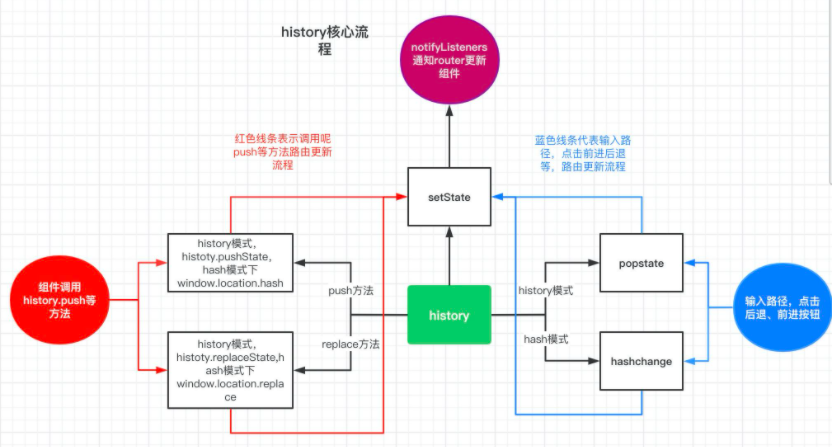 history核心流
程
notifyListeners
通知router更新
组件
红色线条表示调用呢
push等方法路由更新
流程
蓝色线条代表输入路
径，点击前进后退
等，路由更新流程
setState
history模式，
histoty.pushState，
hash模式下
window.location.hash
popstate
组件调用
history.push等
方法
push方法
history
history模式
输入路径，点击
后退、前进按钮
replace方法
hash模式
history模式，
histoty.replaceState,h
ash模式下
window.location.repla
ce
hashchange